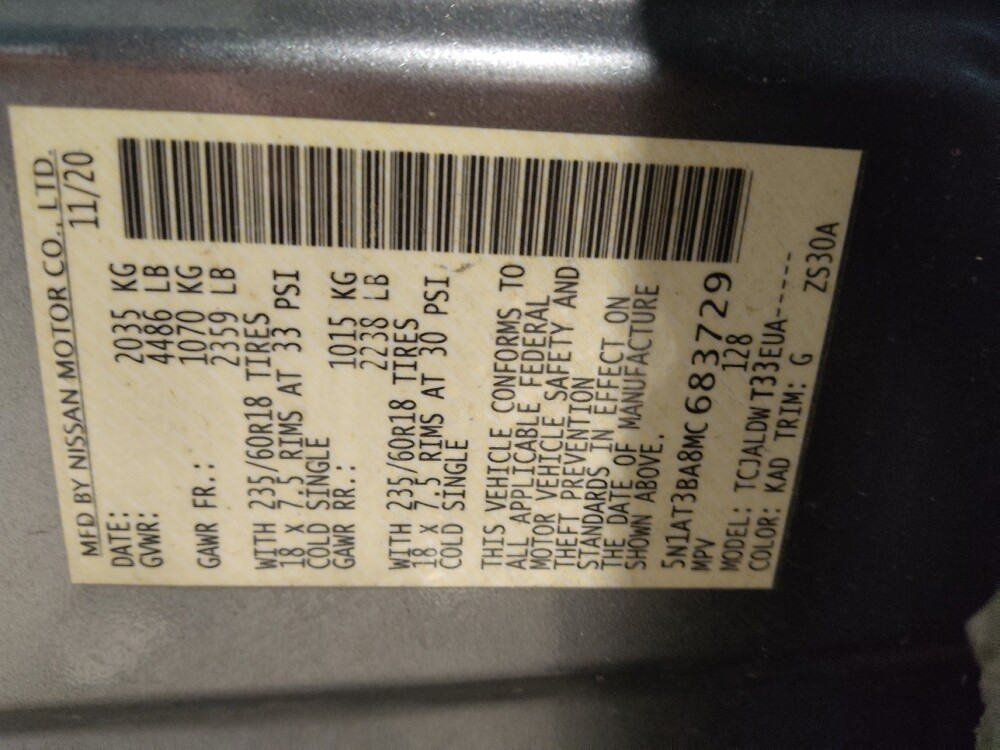 MFD BY NISSAN MOTOR CO., LTD.
DATE: 11/20
GVWR: 2035 KG
4486 LB
GAWR FR.: 1070 KG
2359 LB
WITH 235/60R18 TIRES
18 X 7.5 RIMS AT 33 PSI
COLD SINGLE
GAWR RR.: 1015 KG
2238 LB
WITH 235/60R18 TIRES
18 X 7.5 RIMS AT 30 PSI
COLD SINGLE
THIS VEHICLE CONFORMS TO
ALL APPLICABLE FEDERAL
MOTOR VEHICLE SAFETY AND
THEFT PREVENTION
STANDARDS IN EFFECT ON
THE DATE OF MANUFACTURE
SHOWN ABOVE.
5N1AT3BA8MC683729
MPV 128
MODEL: TCJALDWT33EUA-----
COLOR: KAD TRIM: G ZS30A